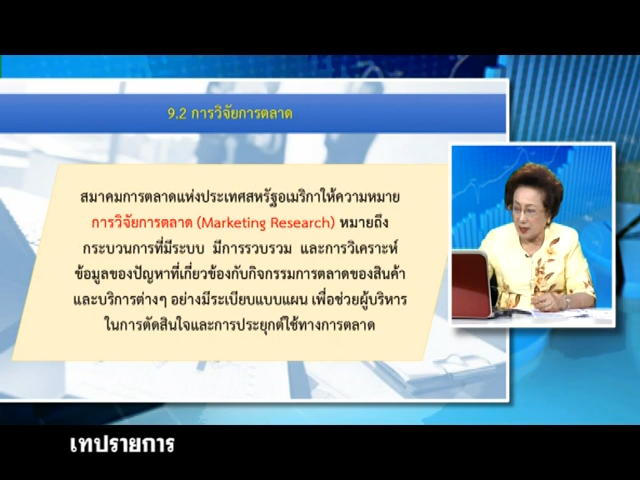 9.2 การวิจัยการตลาด
สมาคมการตลาดแห่งประเทศสหรัฐอเมริกาให้ความหมาย
การวิจัยการตลาด (Marketing Research) หมายถึง
กระบวนการที่มีระบบ มีการรวบรวม และการวิเคราะห์
ข้อมูลของปัญหาที่เกี่ยวข้องกับกิจกรรมการตลาดของสินค้า
และบริการต่างๆ อย่างมีระเบียบแบบแผน เพื่อช่วยผู้บริหาร
ในการตัดสินใจและการประยุกต์ใช้ทางการตลาด
เทปรายการ